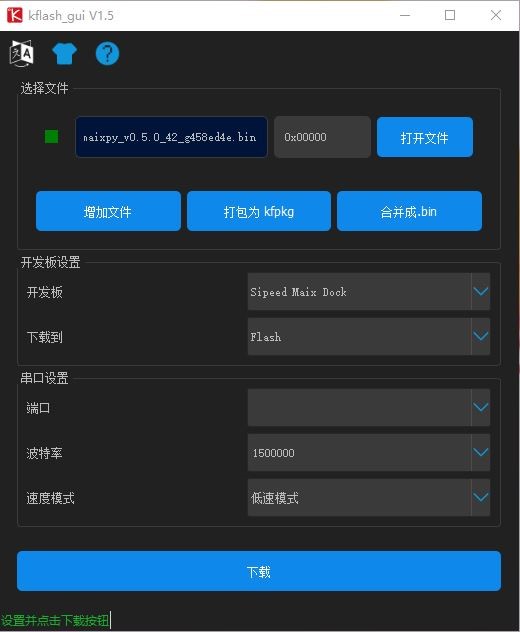 kflash_gui V1.5
选择文件
naixpy_v0.5.0_42_g458ed4e.bin 0x00000 打开文件
增加文件 打包为 kfpkg 合并成.bin
开发板设置
开发板 Sipeed Maix Dock
下载到 Flash
串口设置
端口
波特率 1500000
速度模式 低速模式
下载
设置并点击下载按钮